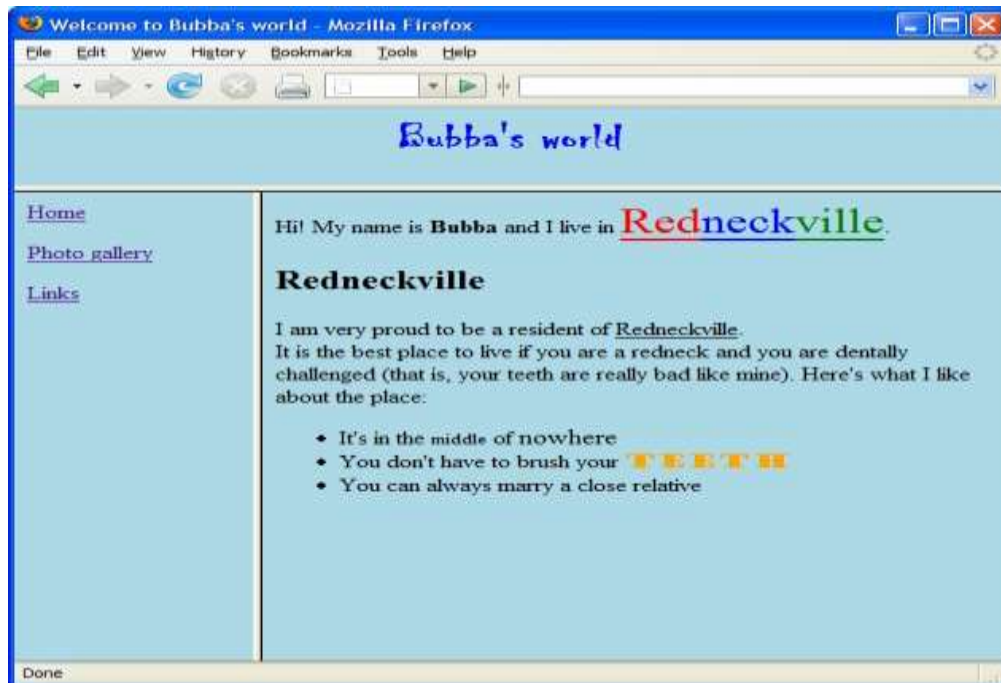 Welcome to Bubba's world - Mozilla Firefox
File Edit View History Bookmarks Tools Help
Bubba's world
Home
Photo gallery
Links
Hi! My name is Bubba and I live in Redneckville.
Redneckville
I am very proud to be a resident of Redneckville.
It is the best place to live if you are a redneck and you are dentally
challenged (that is, your teeth are really bad like mine). Here's what I like
about the place:
• It's in the middle of nowhere
• You don't have to brush your TEETH
• You can always marry a close relative
Done